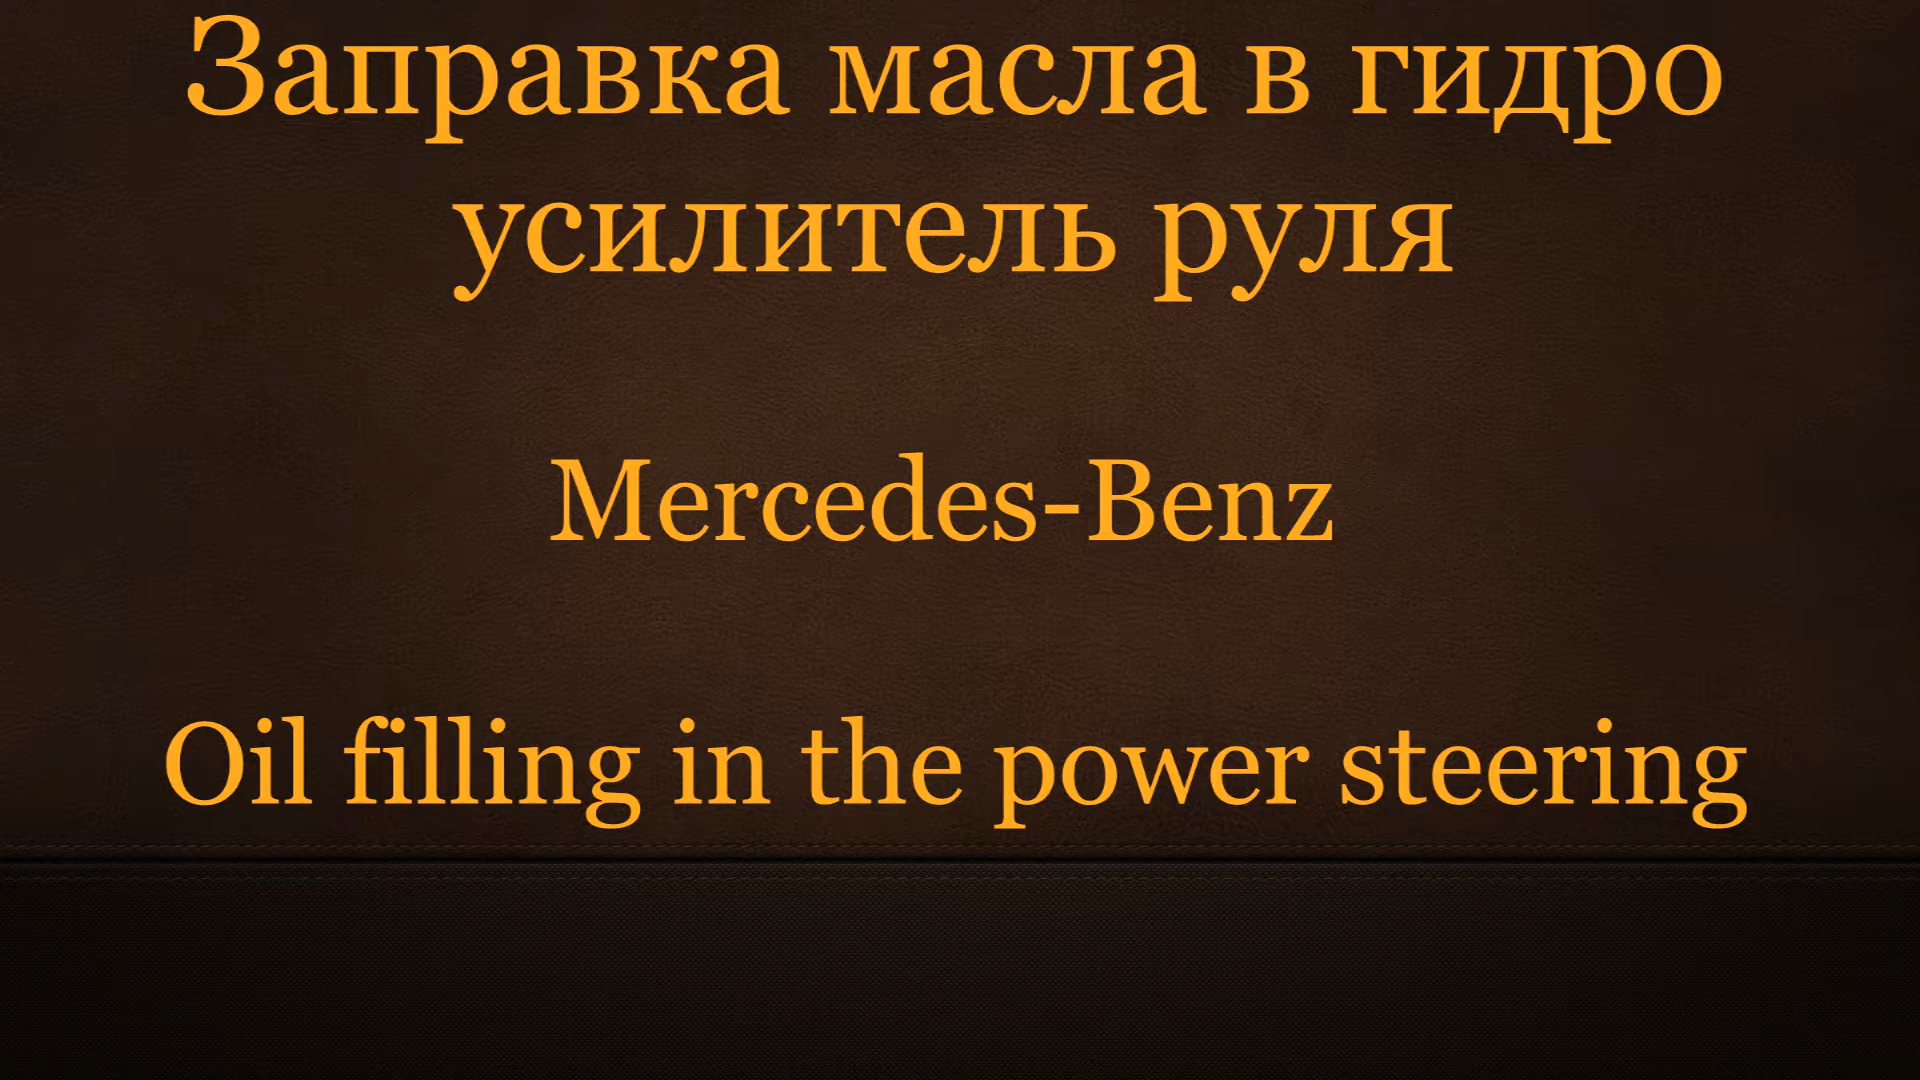 Заправка масла в гидро
усилитель руля
Mercedes-Benz
Oil filling in the power steering